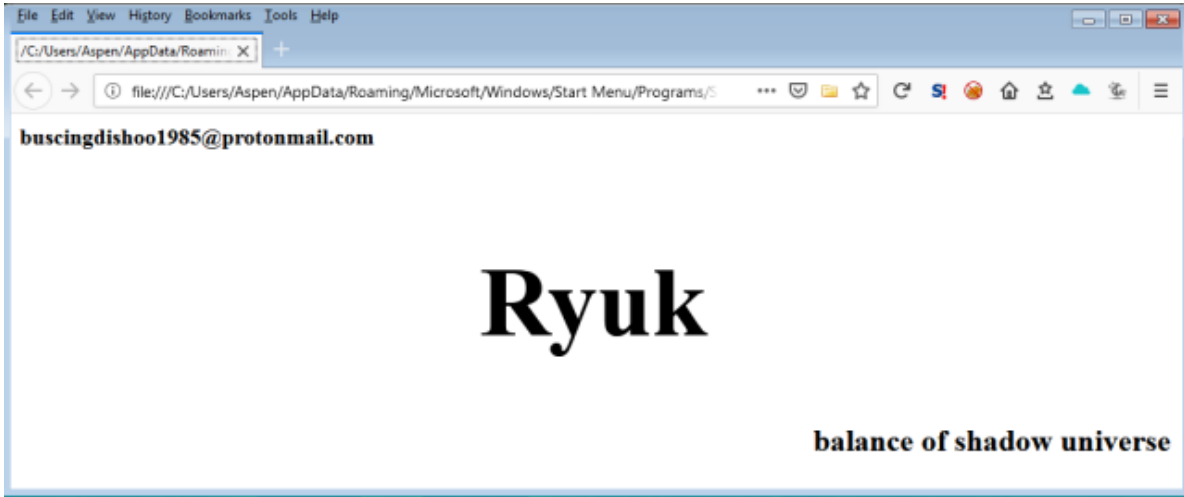 File Edit View History Bookmarks Tools Help
/C:/Users/Aspen/AppData/Roamin
file:///C:/Users/Aspen/AppData/Roaming/Microsoft/Windows/Start Menu/Programs/S
buscingdishoo1985@protonmail.com
Ryuk
balance of shadow universe